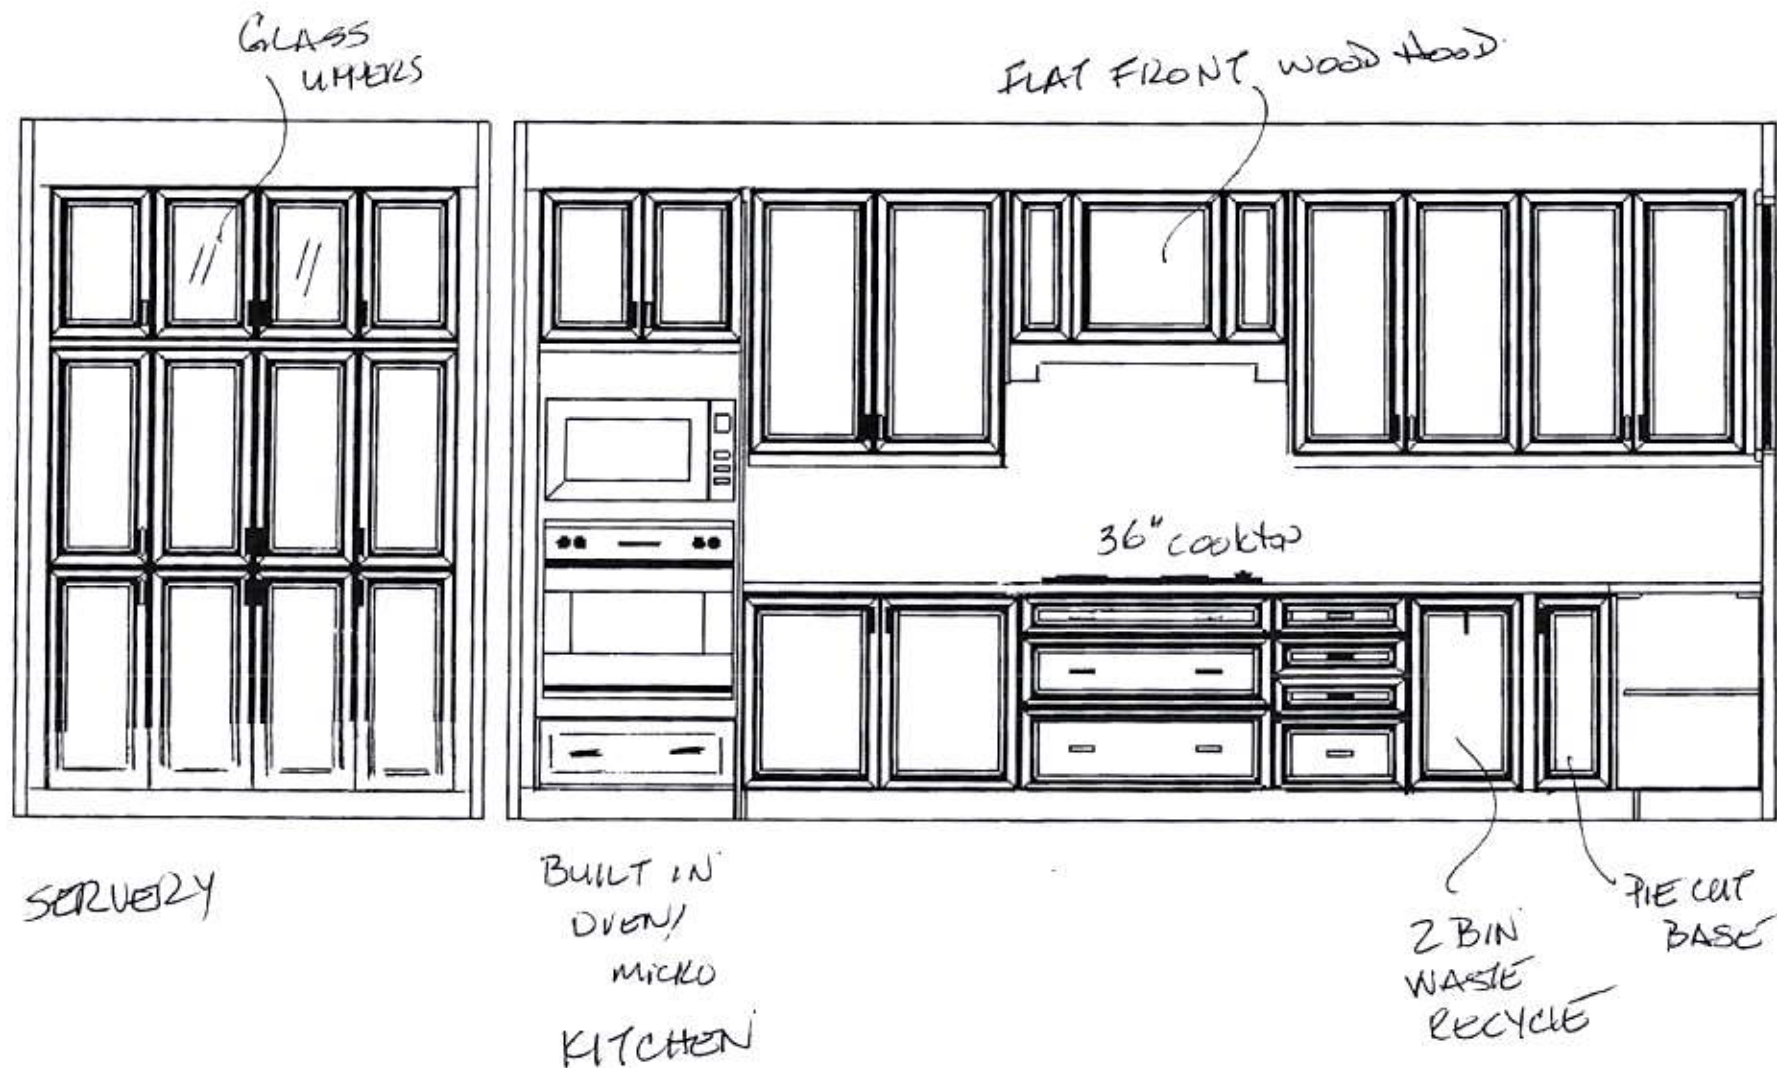 GLASS
UPPERS
FLAT FRONT WOOD HOOD
36" cooktop
SERVERY
BUILT IN
OVEN/
MICRO
KITCHEN
2 BIN
WASTE
RECYCLE
PIE CUT
BASE